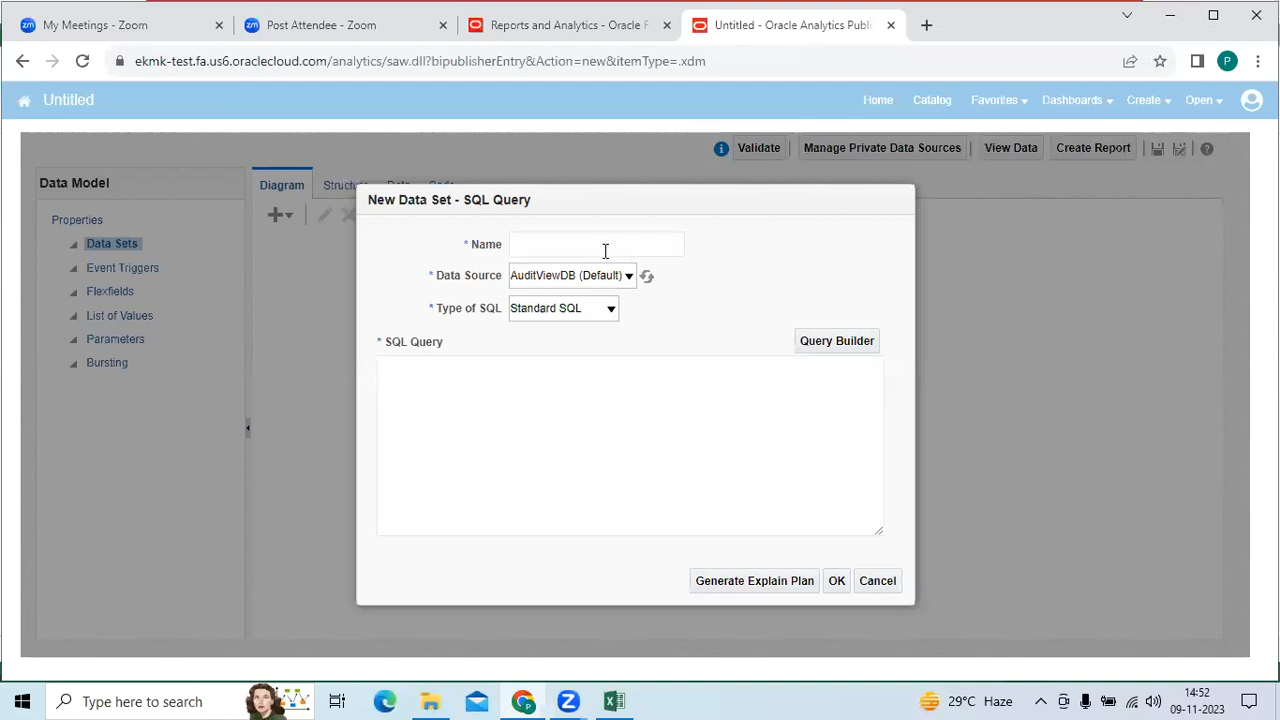 My Meetings - Zoom
Post Attendee - Zoom
Reports and Analytics - Oracle F
Untitled - Oracle Analytics Publi
ekmk-test.fa.us6.oraclecloud.com/analytics/saw.dll?bipublisherEntry&Action=new&itemType=.xdm
P
Untitled
Home
Catalog
Favorites
Dashboards
Create
Open
Validate
Manage Private Data Sources
View Data
Create Report
Data Model
Diagram
Structu
Properties
Data Sets
Event Triggers
Flexfields
List of Values
Parameters
Bursting
New Data Set - SQL Query
* Name
* Data Source AuditViewDB (Default)
* Type of SQL Standard SQL
* SQL Query
Query Builder
Generate Explain Plan
OK
Cancel
Type here to search
29°C Haze
14:52
09-11-2023